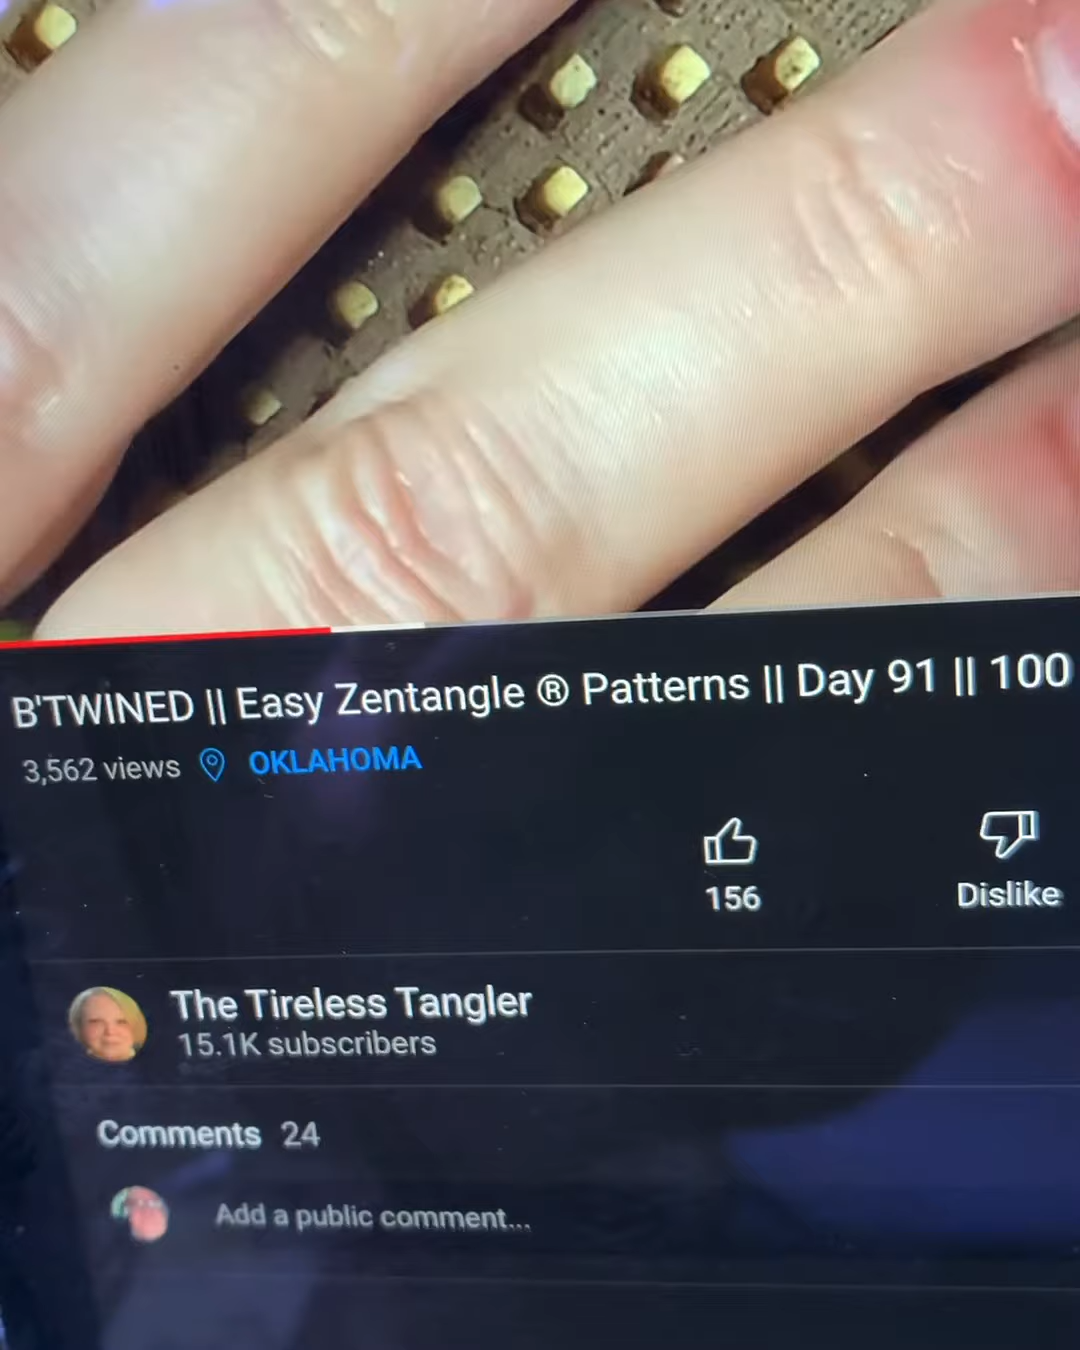 B'TWINED || Easy Zentangle ® Patterns || Day 91 || 100
3,562 views OKLAHOMA
156
Dislike
The Tireless Tangler
15.1K subscribers
Comments 24
Add a public comment...